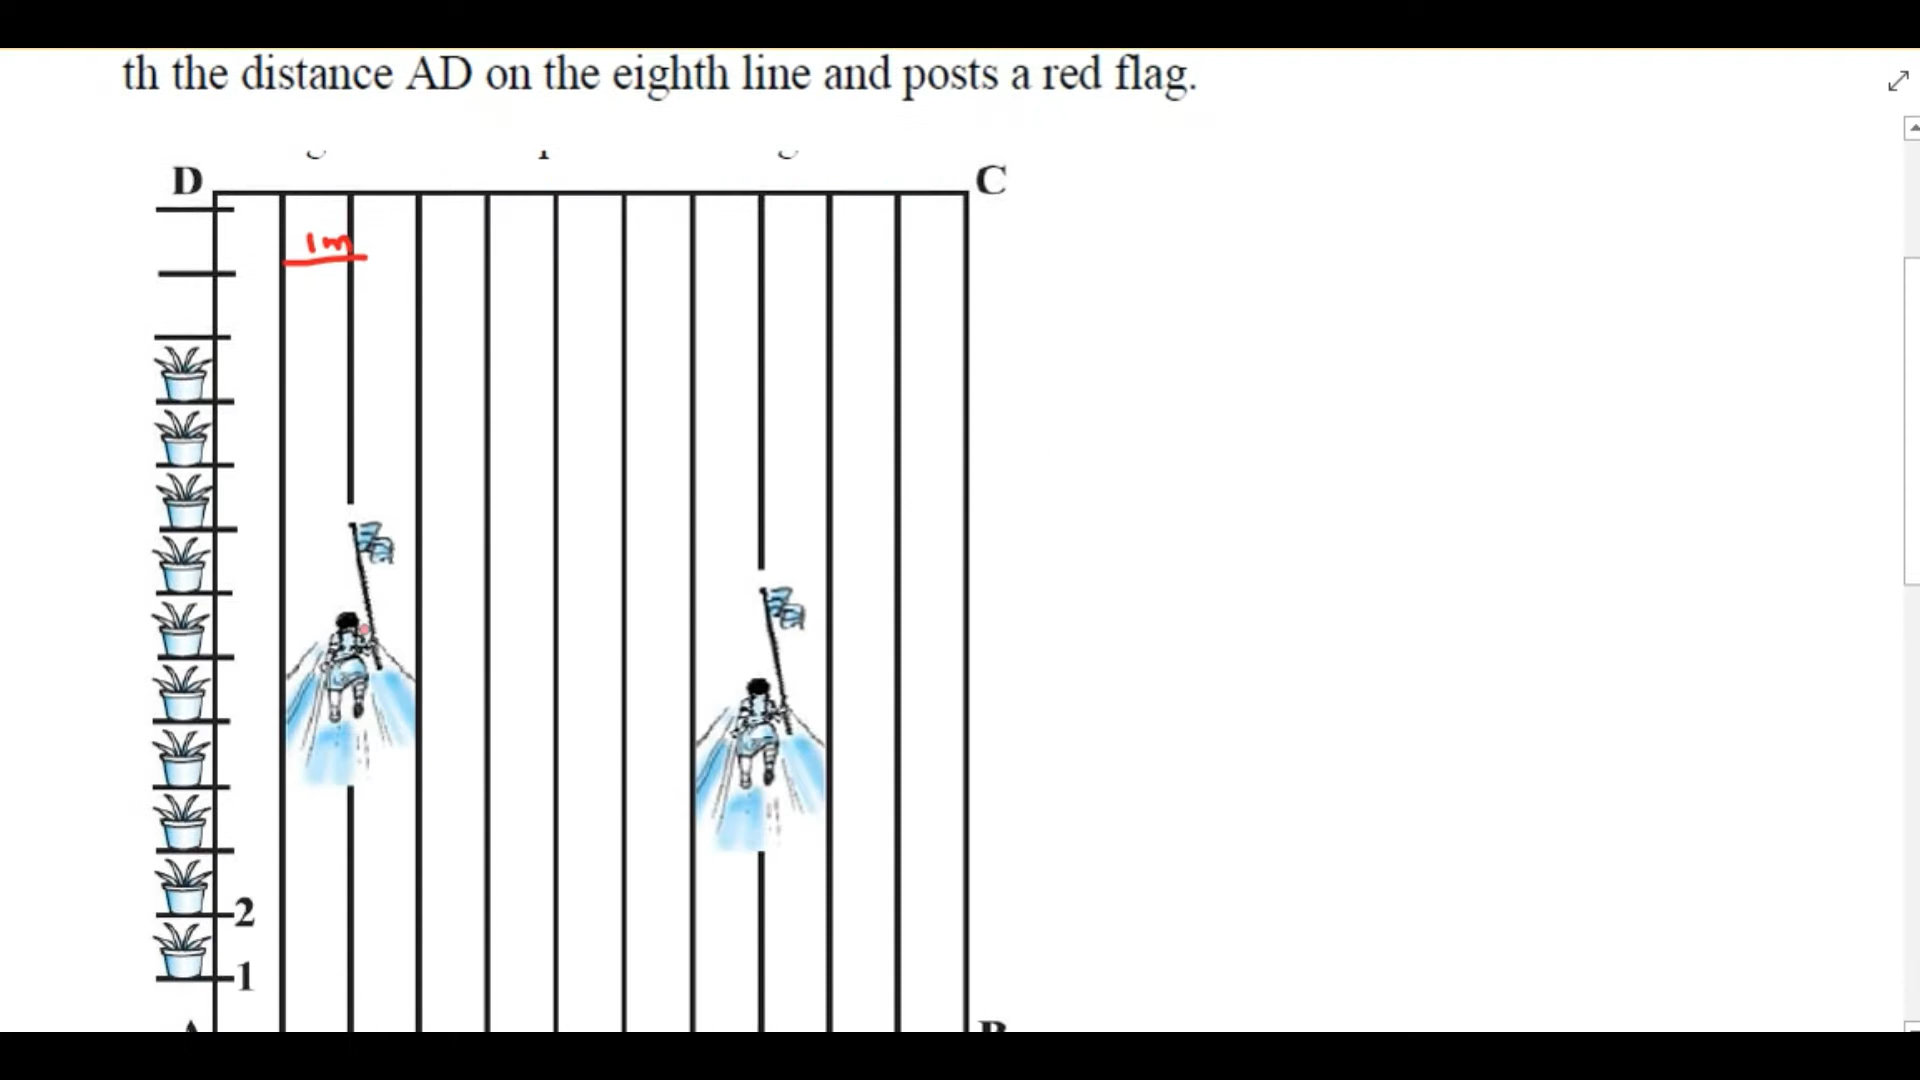 th the distance AD on the eighth line and posts a red flag.
D
C
1m
2
1